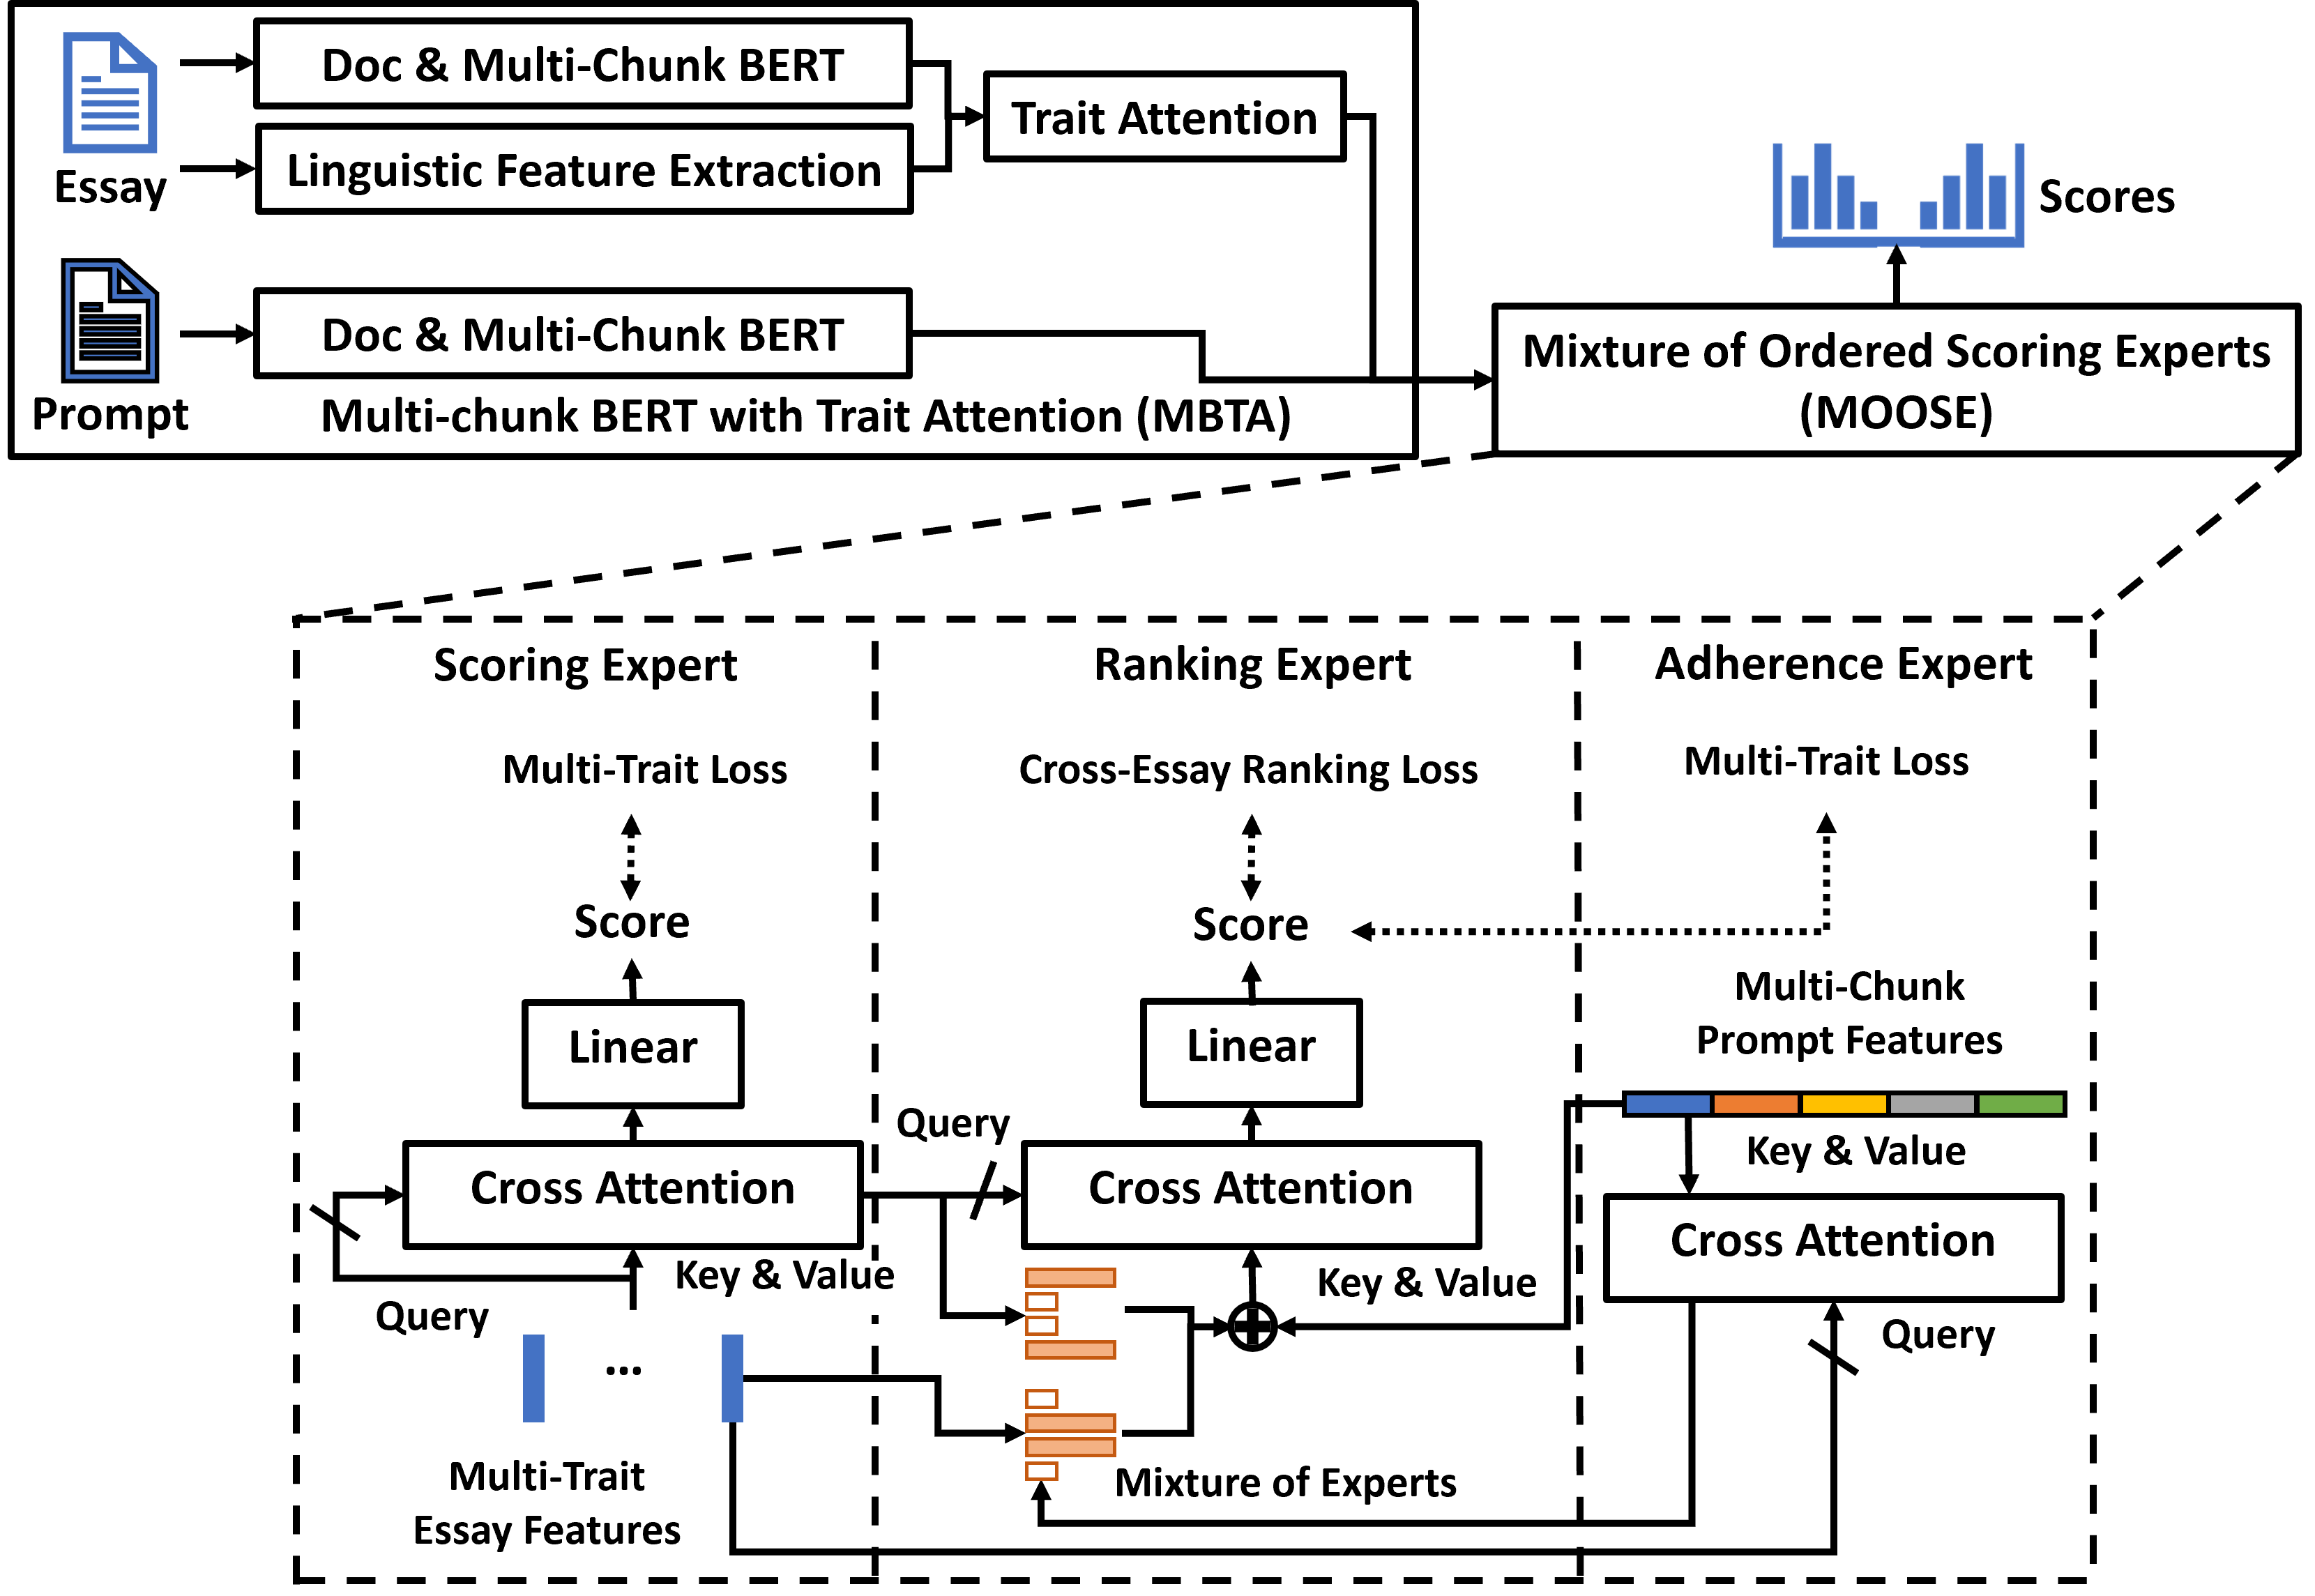 Doc & Multi-Chunk BERT
Trait Attention
Linguistic Feature Extraction
Essay
Scores
Doc & Multi-Chunk BERT
Prompt
Multi-chunk BERT with Trait Attention (MBTA)
Mixture of Ordered Scoring Experts
(MOOSE)
Scoring Expert
Multi-Trait Loss
Score
Linear
Cross Attention
Key & Value
Query
...
Multi-Trait
Essay Features
Ranking Expert
Cross-Essay Ranking Loss
Score
Linear
Query
Cross Attention
Key & Value
Mixture of Experts
Adherence Expert
Multi-Trait Loss
Multi-Chunk
Prompt Features
Key & Value
Cross Attention
Query